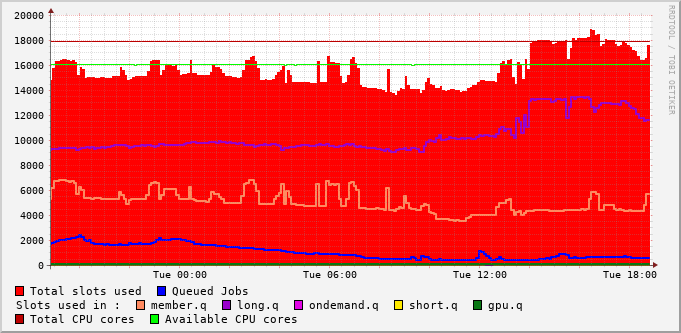 20000
18000
16000
14000
12000
10000
8000
6000
4000
2000
0
Tue 00:00 Tue 06:00 Tue 12:00 Tue 18:00
Total slots used Queued Jobs
Slots used in : member.q long.q ondemand.q short.q gpu.q
Total CPU cores Available CPU cores
RRDTOOL / TOBI OETIKER